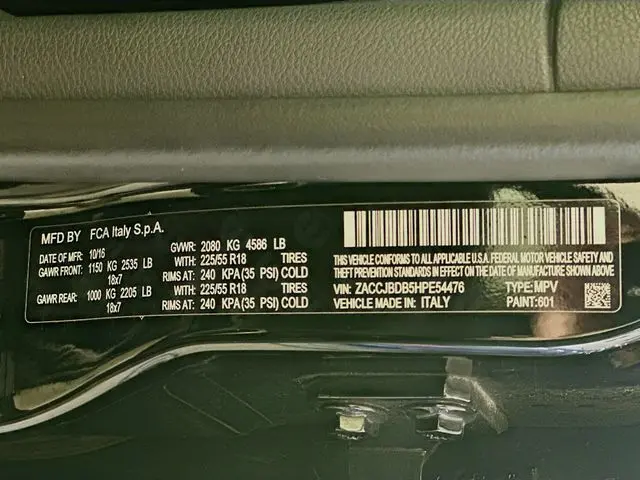 MFD BY FCA Italy S.p.A.
DATE OF MFR: 10/16 GVWR: 2080 KG 4586 LB
GAWR FRONT: 1150 KG 2535 LB WITH: 225/55 R18 TIRES
18x7 RIMS AT: 240 KPA(35 PSI) COLD
GAWR REAR: 1000 KG 2205 LB WITH: 225/55 R18 TIRES
18x7 RIMS AT: 240 KPA(35 PSI) COLD
THIS VEHICLE CONFORMS TO ALL APPLICABLE U.S.A. FEDERAL MOTOR VEHICLE SAFETY AND
THEFT PREVENTION STANDARDS IN EFFECT ON THE DATE OF MANUFACTURE SHOWN ABOVE
VIN: ZACCJBDB5HPE54476 TYPE: MPV
VEHICLE MADE IN: ITALY PAINT: 601